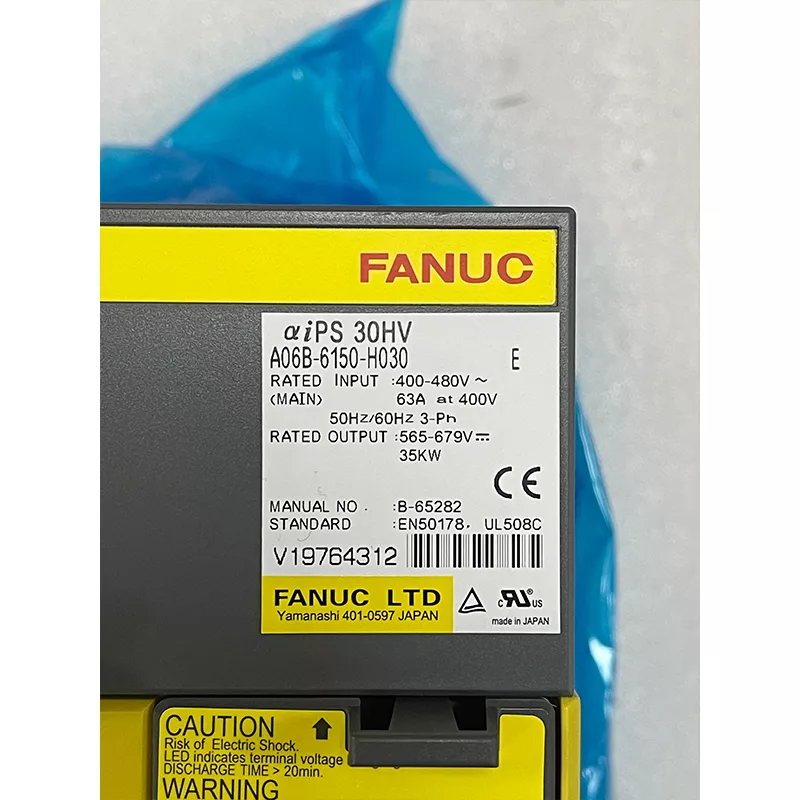 FANUC
αiPS 30HV
A06B-6150-H030 E
RATED INPUT :400-480V ~
(MAIN) 63A at 400V
50Hz/60Hz 3-Ph
RATED OUTPUT :565-679V⎓
35KW
CE
MANUAL NO. :B-65282
STANDARD :EN50178, UL508C
V19764312
FANUC LTD
Yamanashi 401-0597 JAPAN
c RU US
made in JAPAN
CAUTION
Risk of Electric Shock.
LED indicates terminal voltage
DISCHARGE TIME > 20min.
WARNING